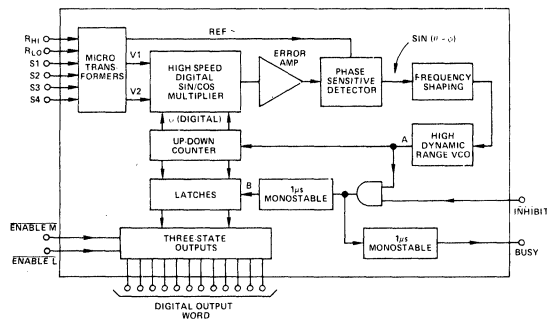 R HI
R LO
S1
S2
S3
S4
MICRO
TRANS-
FORMERS
REF
V1
V2
HIGH SPEED
DIGITAL
SIN/COS
MULTIPLIER
ERROR
AMP
PHASE
SENSITIVE
DETECTOR
SIN (θ - φ)
FREQUENCY
SHAPING
φ (DIGITAL)
UP-DOWN
COUNTER
A
HIGH
DYNAMIC
RANGE VCO
LATCHES
B
1μs
MONOSTABLE
INHIBIT
1μs
MONOSTABLE
BUSY
ENABLE M
ENABLE L
THREE-STATE
OUTPUTS
DIGITAL OUTPUT
WORD